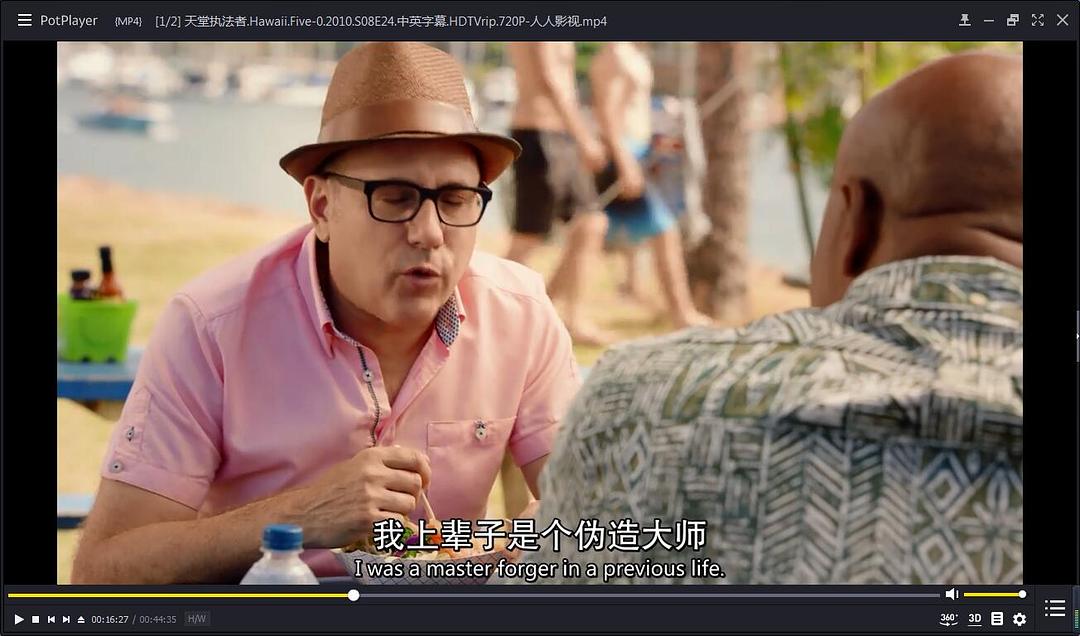 PotPlayer {MP4} [1/2] 天堂执法者.Hawaii.Five-0.2010.S08E24.中英字幕.HDTVrip.720P-人人影视.mp4
我上辈子是个伪造大师
I was a master forger in a previous life.
00:16:27 / 00:44:35 H/W 360° 3D